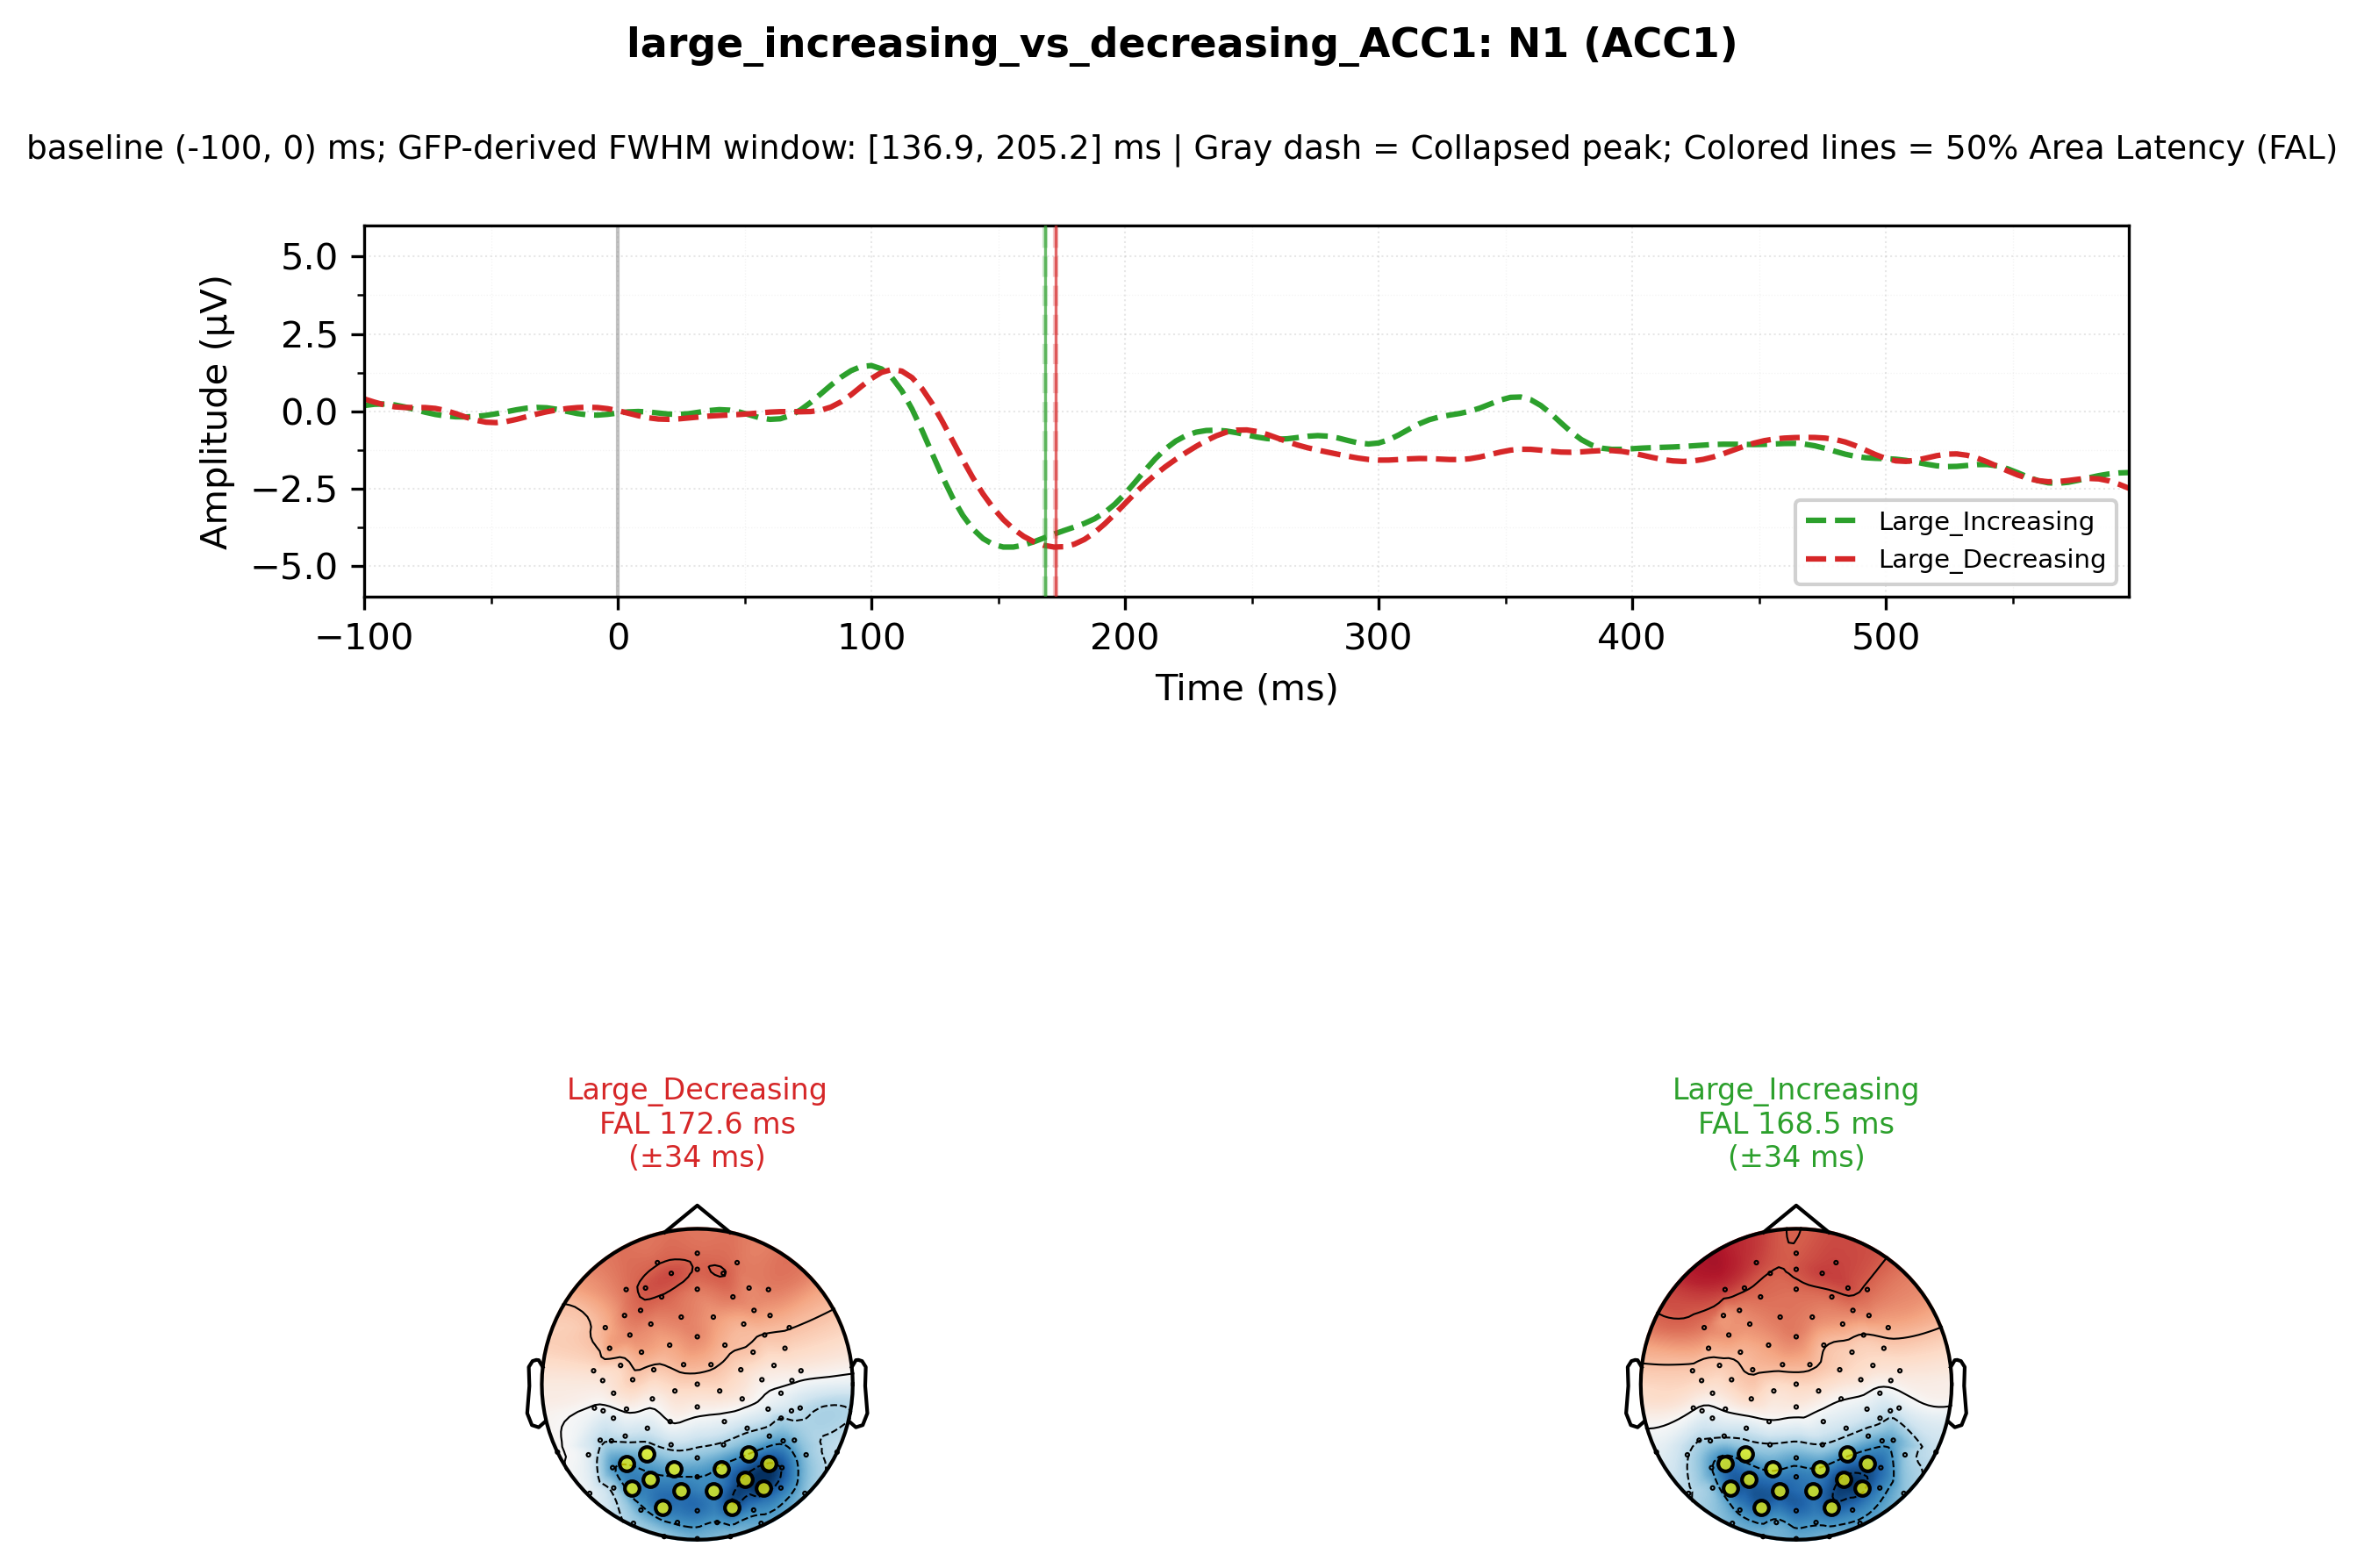 large_increasing_vs_decreasing_ACC1: N1 (ACC1)
baseline (-100, 0) ms; GFP-derived FWHM window: [136.9, 205.2] ms | Gray dash = Collapsed peak; Colored lines = 50% Area Latency (FAL)
5.0
2.5
0.0
−2.5
−5.0
Amplitude (µV)
Large_Increasing
Large_Decreasing
−100 0 100 200 300 400 500
Time (ms)
Large_Decreasing
FAL 172.6 ms
(±34 ms)
Large_Increasing
FAL 168.5 ms
(±34 ms)